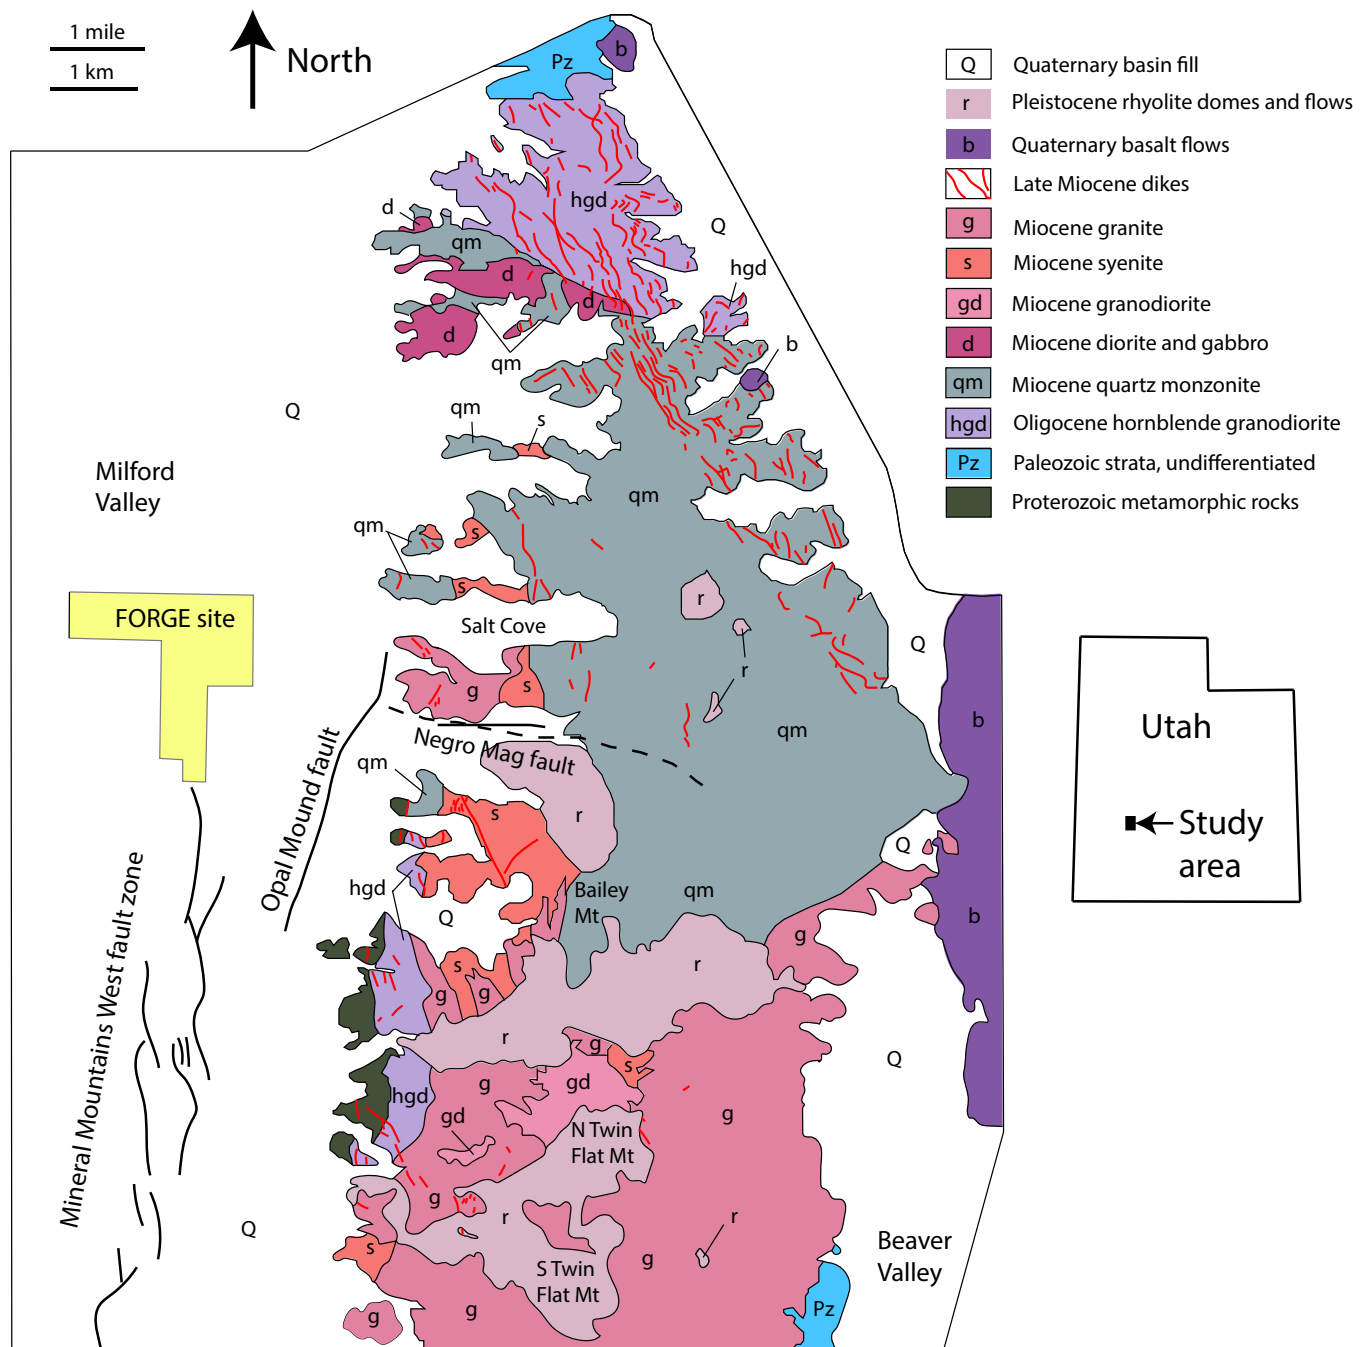 1 mile
1 km
North
Q
Quaternary basin fill
r
Pleistocene rhyolite domes and flows
b
Quaternary basalt flows
Late Miocene dikes
g
Miocene granite
s
Miocene syenite
gd
Miocene granodiorite
d
Miocene diorite and gabbro
qm
Miocene quartz monzonite
hgd
Oligocene hornblende granodiorite
Pz
Paleozoic strata, undifferentiated
Proterozoic metamorphic rocks
Pz
b
hgd
d
Q
qm
hgd
d
d
d
b
qm
Q
qm
s
Milford
Valley
qm
qm
s
s
r
FORGE site
Salt Cove
Q
r
s
g
b
qm
Utah
Negro Mag fault
qm
Opal Mound fault
s
r
Study
area
Q
hgd
Bailey
Mt
qm
Q
b
g
Mineral Mountains West fault zone
s
r
g
g
r
g
Q
s
g
gd
hgd
gd
g
N Twin
Flat Mt
g
r
r
Q
s
g
Beaver
Valley
S Twin
Flat Mt
g
g
Pz